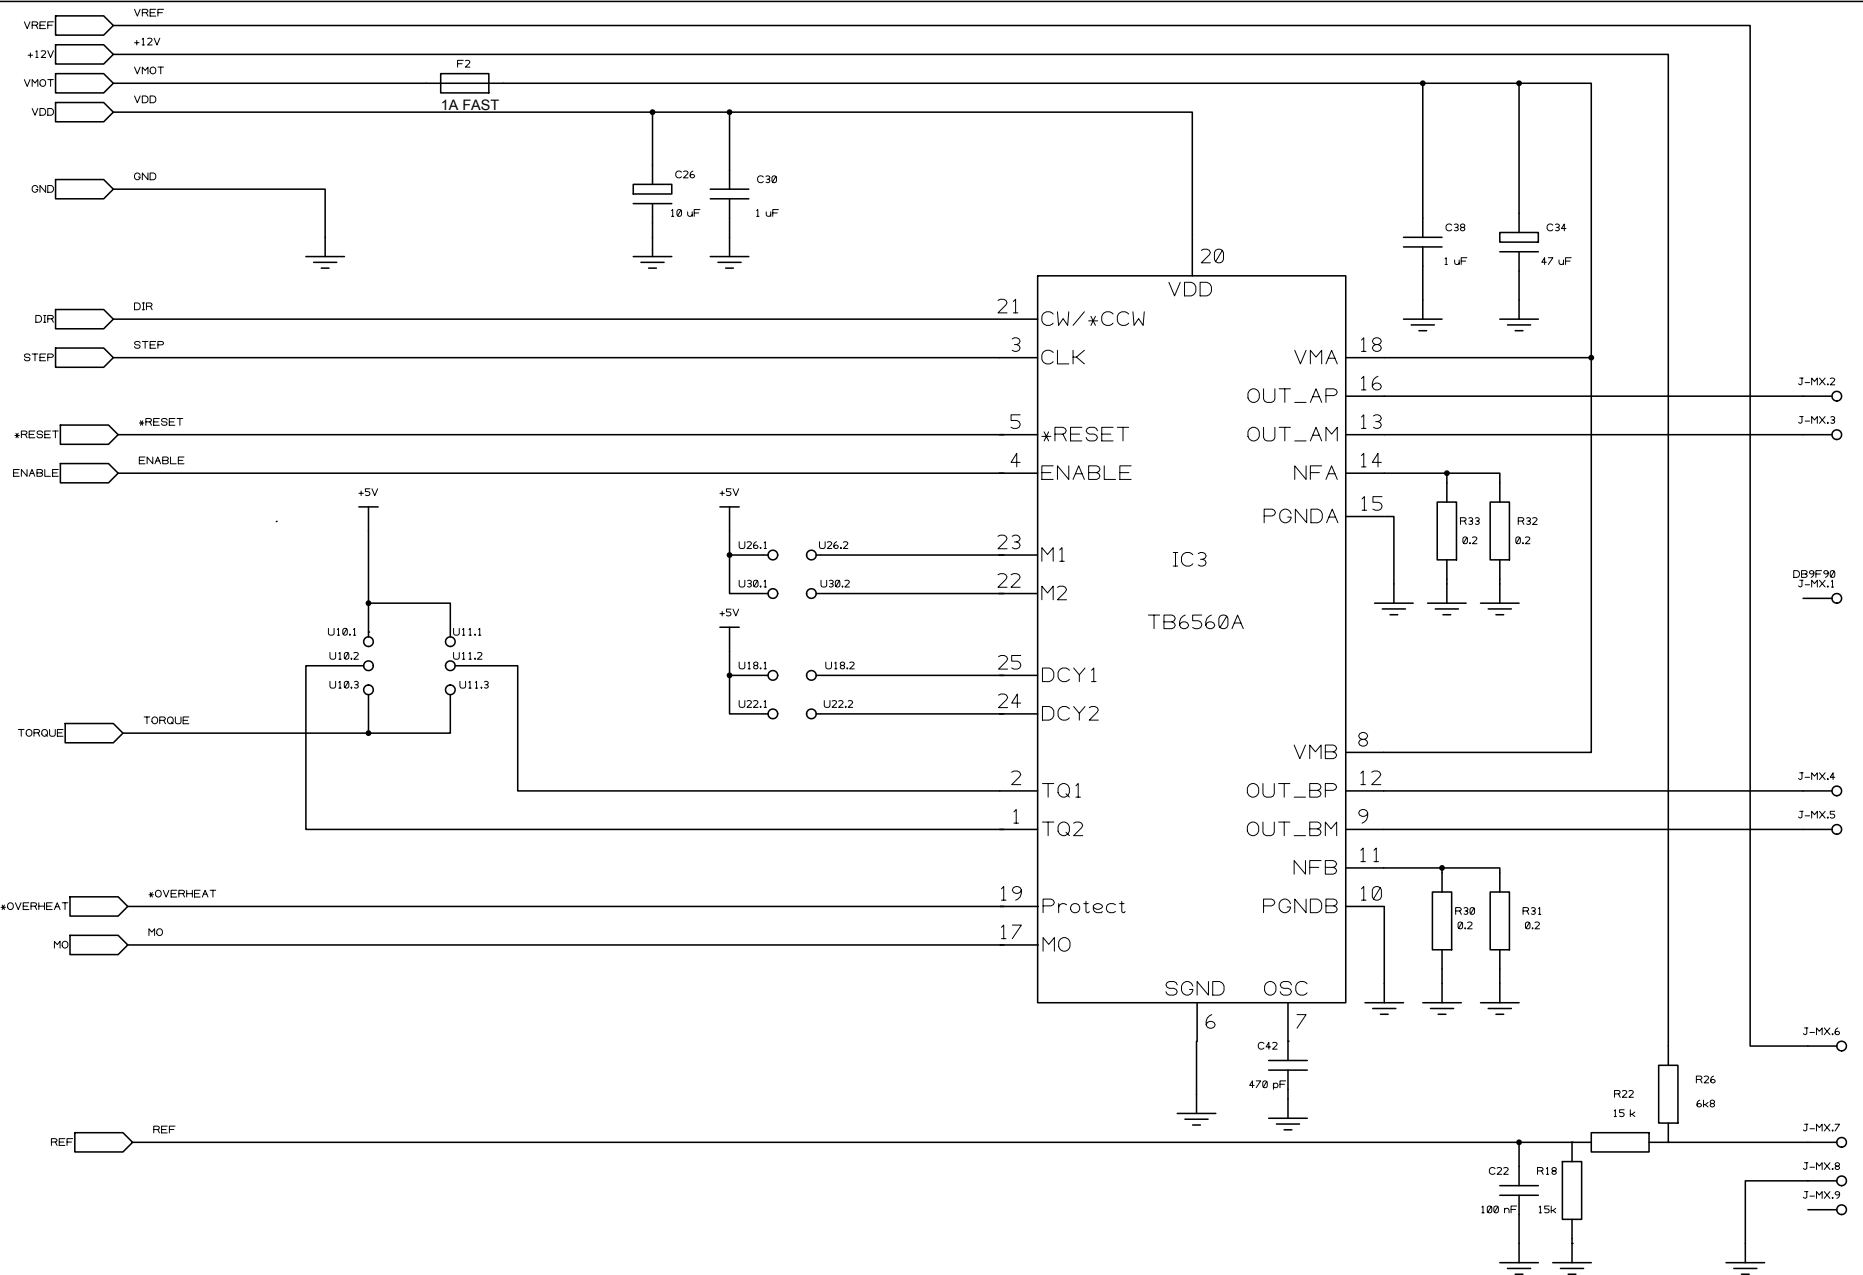 VREF VREF
+12V +12V
VMOT VMOT
F2
1A FAST
VDD VDD
GND GND
C26
10 uF
C30
1 uF
C38
1 uF
C34
47 uF
20
VDD
DIR DIR
21 CW/*CCW
STEP STEP
3 CLK
VMA 18
OUT_AP 16
J-MX.2
*RESET *RESET
5 *RESET
OUT_AM 13
J-MX.3
ENABLE ENABLE
4 ENABLE
NFA 14
PGNDA 15
R33
0.2
R32
0.2
+5V
+5V
U26.1 U26.2
23 M1
U30.1 U30.2
22 M2
IC3
TB6560A
DB9F90
J-MX.1
+5V
U10.1 U11.1
U10.2 U11.2
U10.3 U11.3
U18.1 U18.2
25 DCY1
U22.1 U22.2
24 DCY2
TORQUE TORQUE
VMB 8
2 TQ1
OUT_BP 12
J-MX.4
1 TQ2
OUT_BM 9
J-MX.5
NFB 11
*OVERHEAT *OVERHEAT
19 Protect
PGNDB 10
R30
0.2
R31
0.2
MO MO
17 MO
SGND OSC
6 7
C42
470 pF
J-MX.6
R26
6k8
R22
15 k
REF REF
J-MX.7
C22
100 nF
R18
15k
J-MX.8
J-MX.9